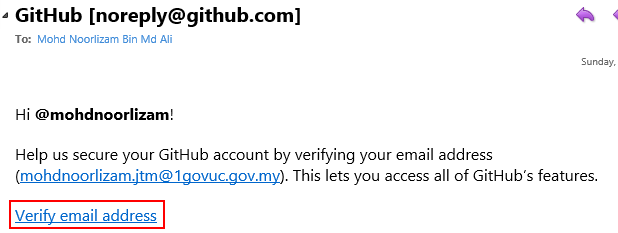 GitHub [noreply@github.com]
To: Mohd Noorlizam Bin Md Ali
Sunday,
Hi @mohdnoorlizam!
Help us secure your GitHub account by verifying your email address
(mohdnoorlizam.jtm@1govuc.gov.my). This lets you access all of GitHub's features.
Verify email address